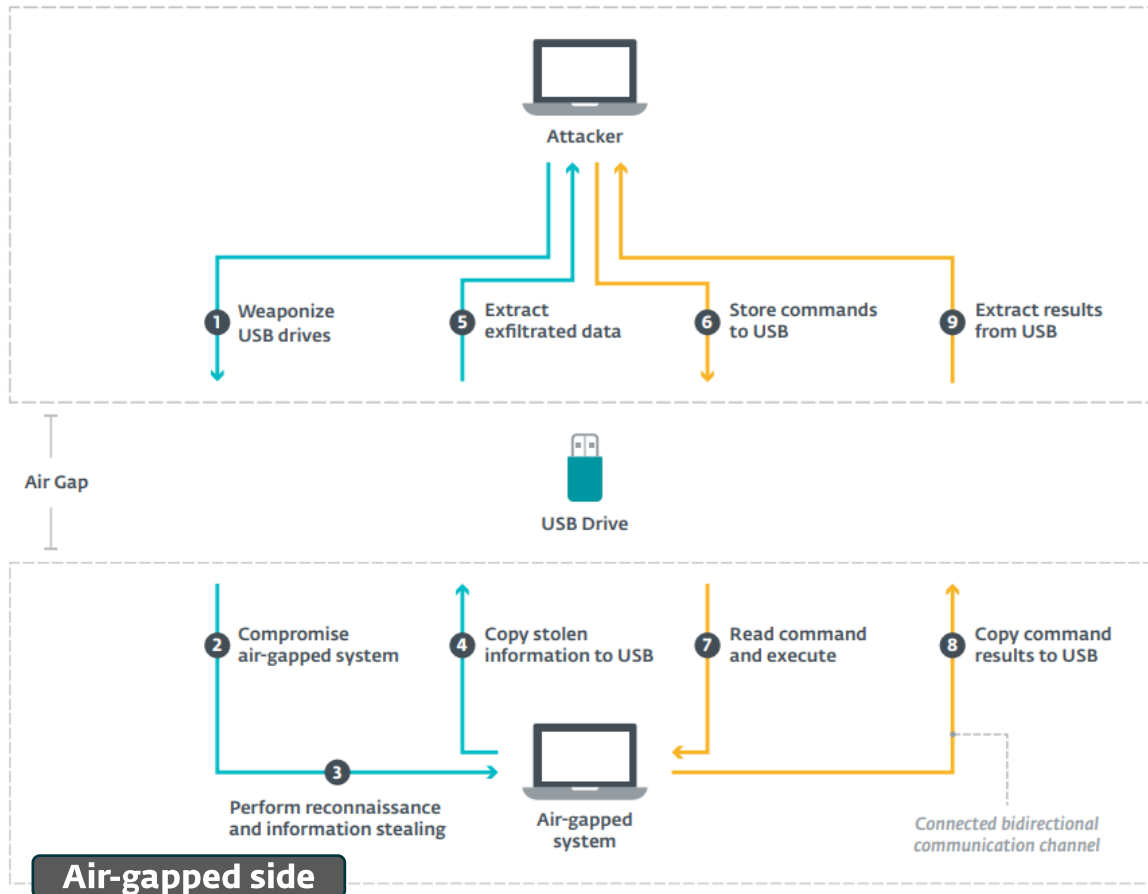 Attacker
1 Weaponize
USB drives
5 Extract
exfiltrated data
6 Store commands
to USB
9 Extract results
from USB
Air Gap
USB Drive
2 Compromise
air-gapped system
4 Copy stolen
information to USB
7 Read command
and execute
8 Copy command
results to USB
3
Perform reconnaissance
and information stealing
Air-gapped
system
Connected bidirectional
communication channel
Air-gapped side